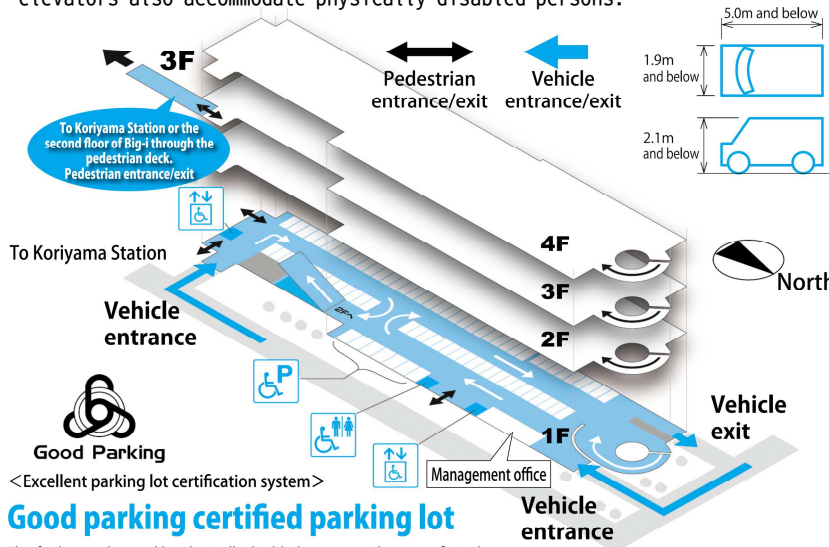 elevators also accommodate physically disabled persons.
3F
Pedestrian
entrance/exit
Vehicle
entrance/exit
5.0m and below
1.9m
and below
2.1m
and below
To Koriyama Station or the
second floor of Big-i through the
pedestrian deck.
Pedestrian entrance/exit
To Koriyama Station
Vehicle
entrance
4F
3F
2F
North
2F^
P
1F
Management office
Vehicle
exit
Vehicle
entrance
Good Parking
<Excellent parking lot certification system>
Good parking certified parking lot